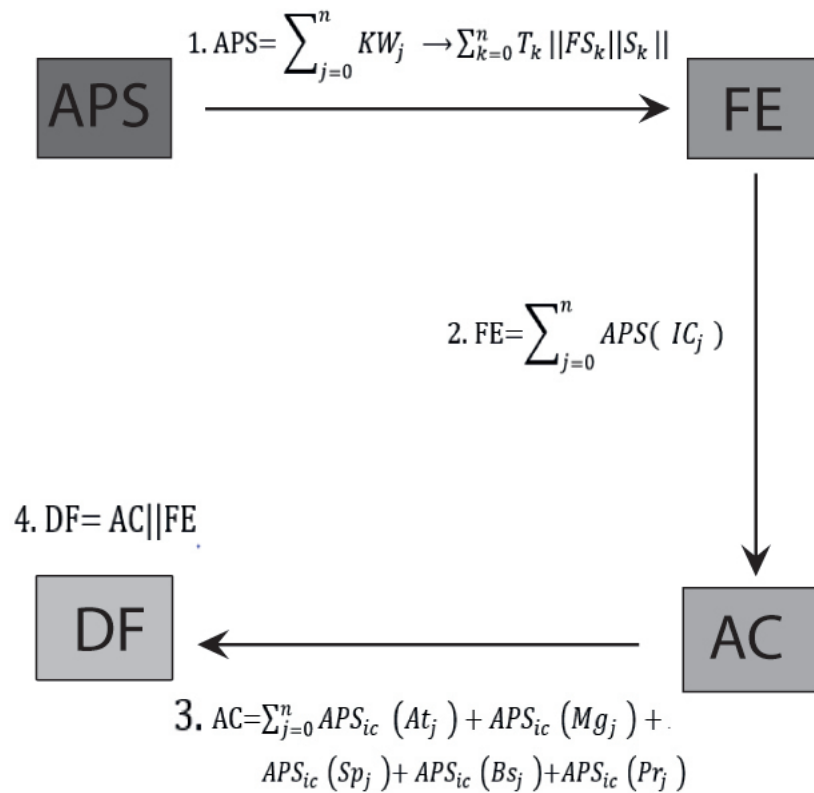 1. APS= ∑_{j=0}^{n} KW_j → ∑_{k=0}^{n} T_k ||FS_k||S_k ||
APS
FE
2. FE= ∑_{j=0}^{n} APS( IC_j )
4. DF= AC||FE
DF
AC
3. AC=∑_{j=0}^{n} APS_{ic} (At_j) + APS_{ic} (Mg_j) +
APS_{ic} (Sp_j)+ APS_{ic} (Bs_j)+APS_{ic} (Pr_j)